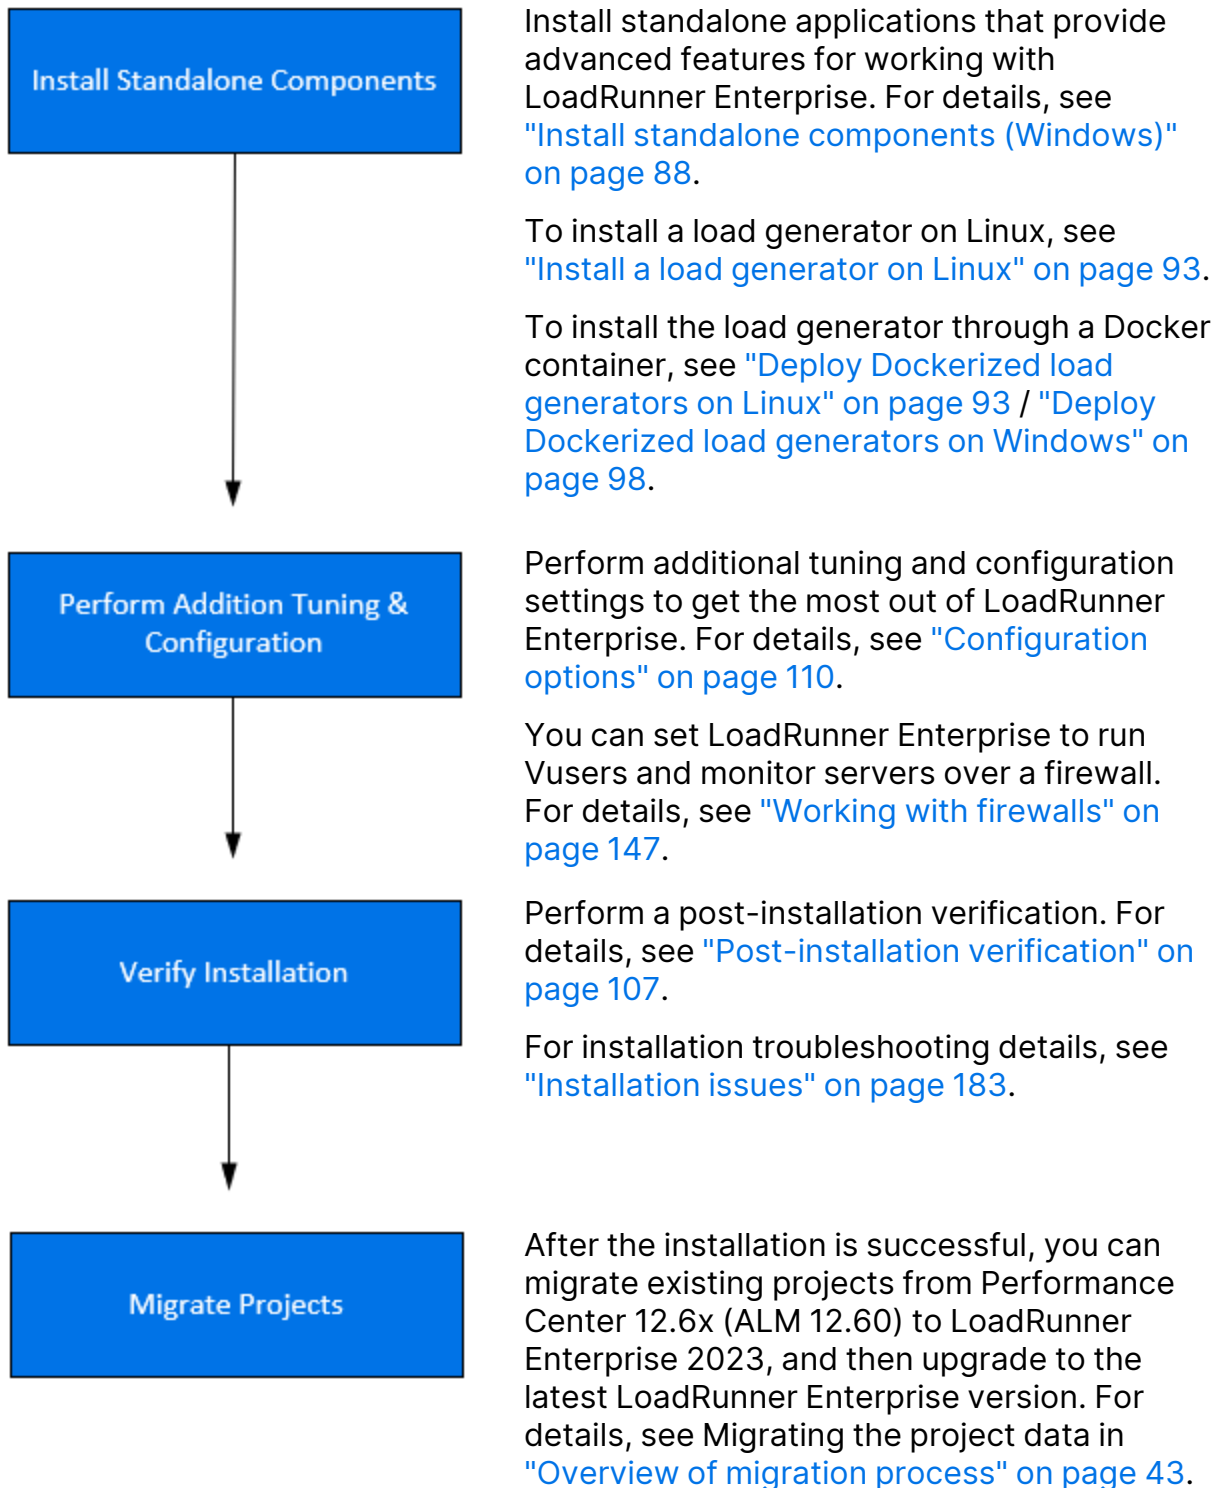 Install Standalone Components
Install standalone applications that provide
advanced features for working with
LoadRunner Enterprise. For details, see
"Install standalone components (Windows)"
on page 88.
To install a load generator on Linux, see
"Install a load generator on Linux" on page 93.
To install the load generator through a Docker
container, see "Deploy Dockerized load
generators on Linux" on page 93 / "Deploy
Dockerized load generators on Windows" on
page 98.
Perform Addition Tuning &
Configuration
Perform additional tuning and configuration
settings to get the most out of LoadRunner
Enterprise. For details, see "Configuration
options" on page 110.
You can set LoadRunner Enterprise to run
Vusers and monitor servers over a firewall.
For details, see "Working with firewalls" on
page 147.
Verify Installation
Perform a post-installation verification. For
details, see "Post-installation verification" on
page 107.
For installation troubleshooting details, see
"Installation issues" on page 183.
Migrate Projects
After the installation is successful, you can
migrate existing projects from Performance
Center 12.6x (ALM 12.60) to LoadRunner
Enterprise 2023, and then upgrade to the
latest LoadRunner Enterprise version. For
details, see Migrating the project data in
"Overview of migration process" on page 43.